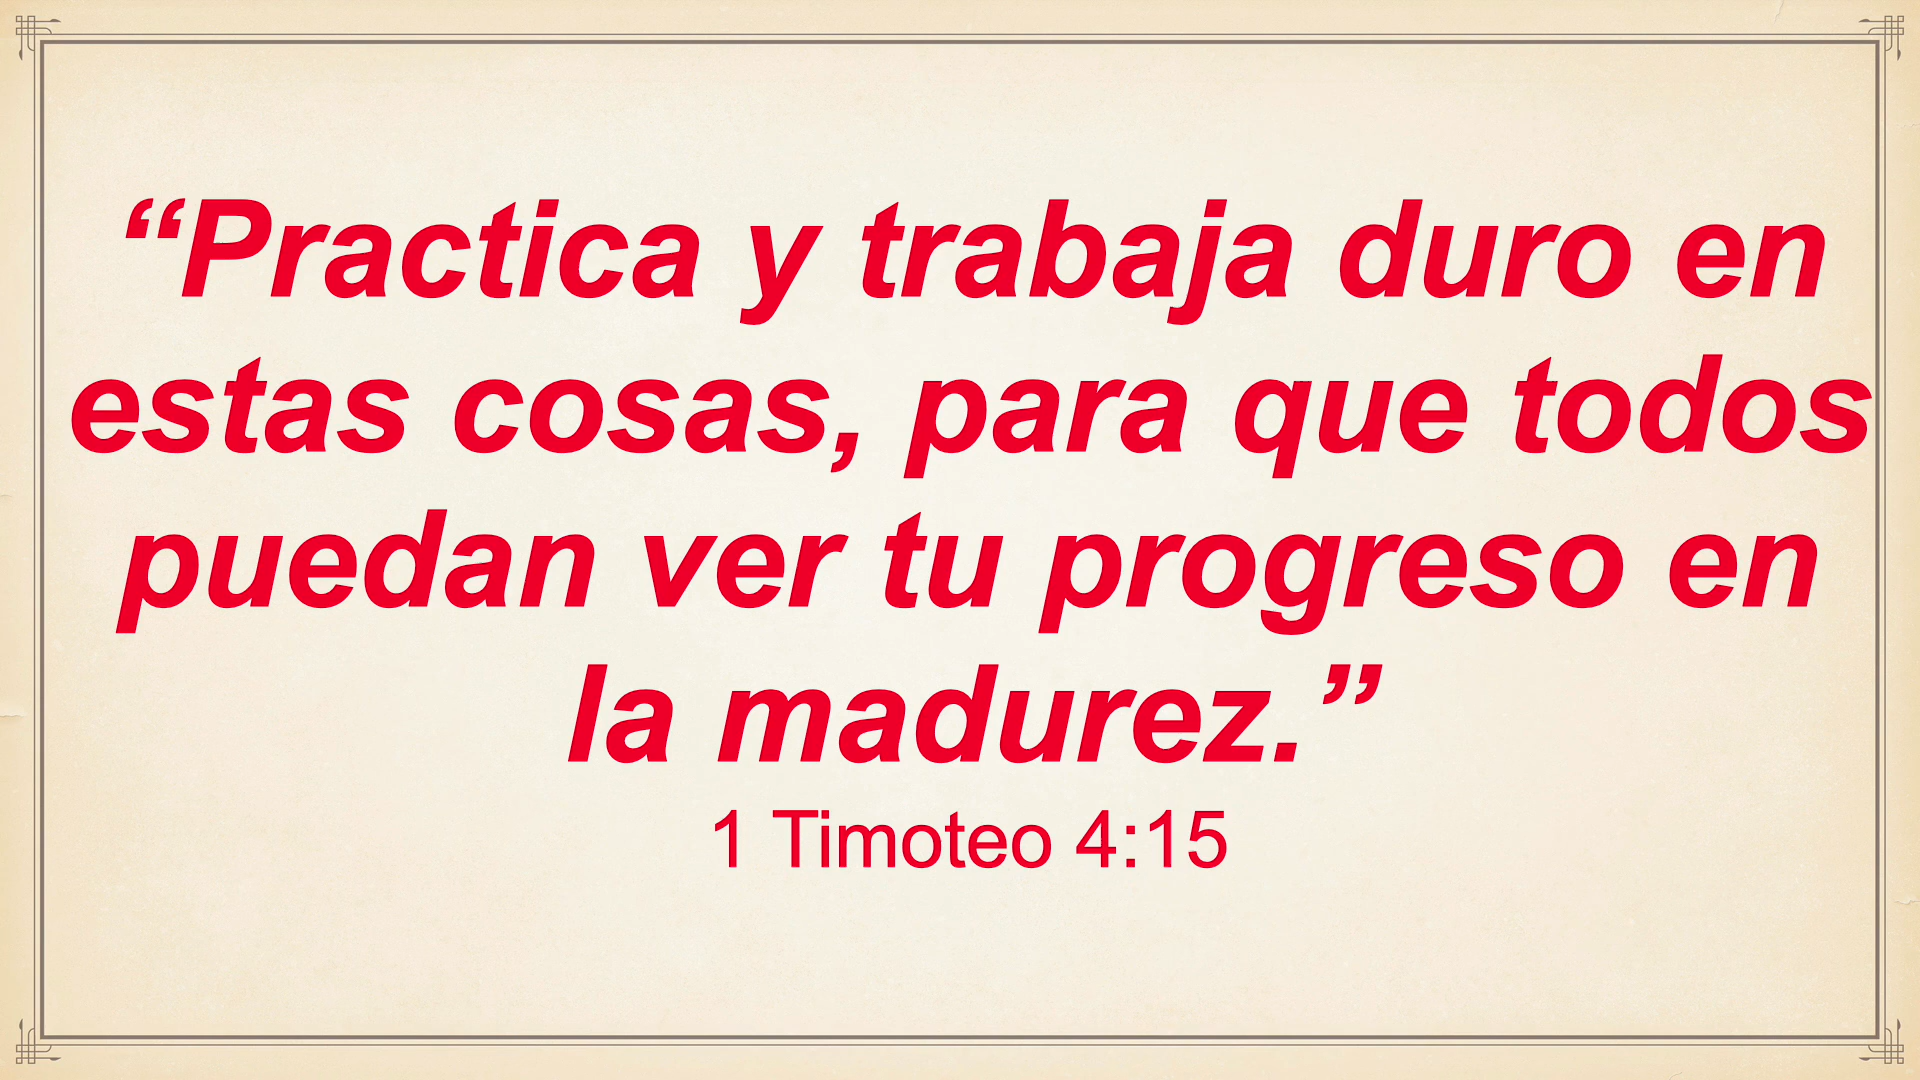 “Practica y trabaja duro en
estas cosas, para que todos
puedan ver tu progreso en
la madurez.”
1 Timoteo 4:15